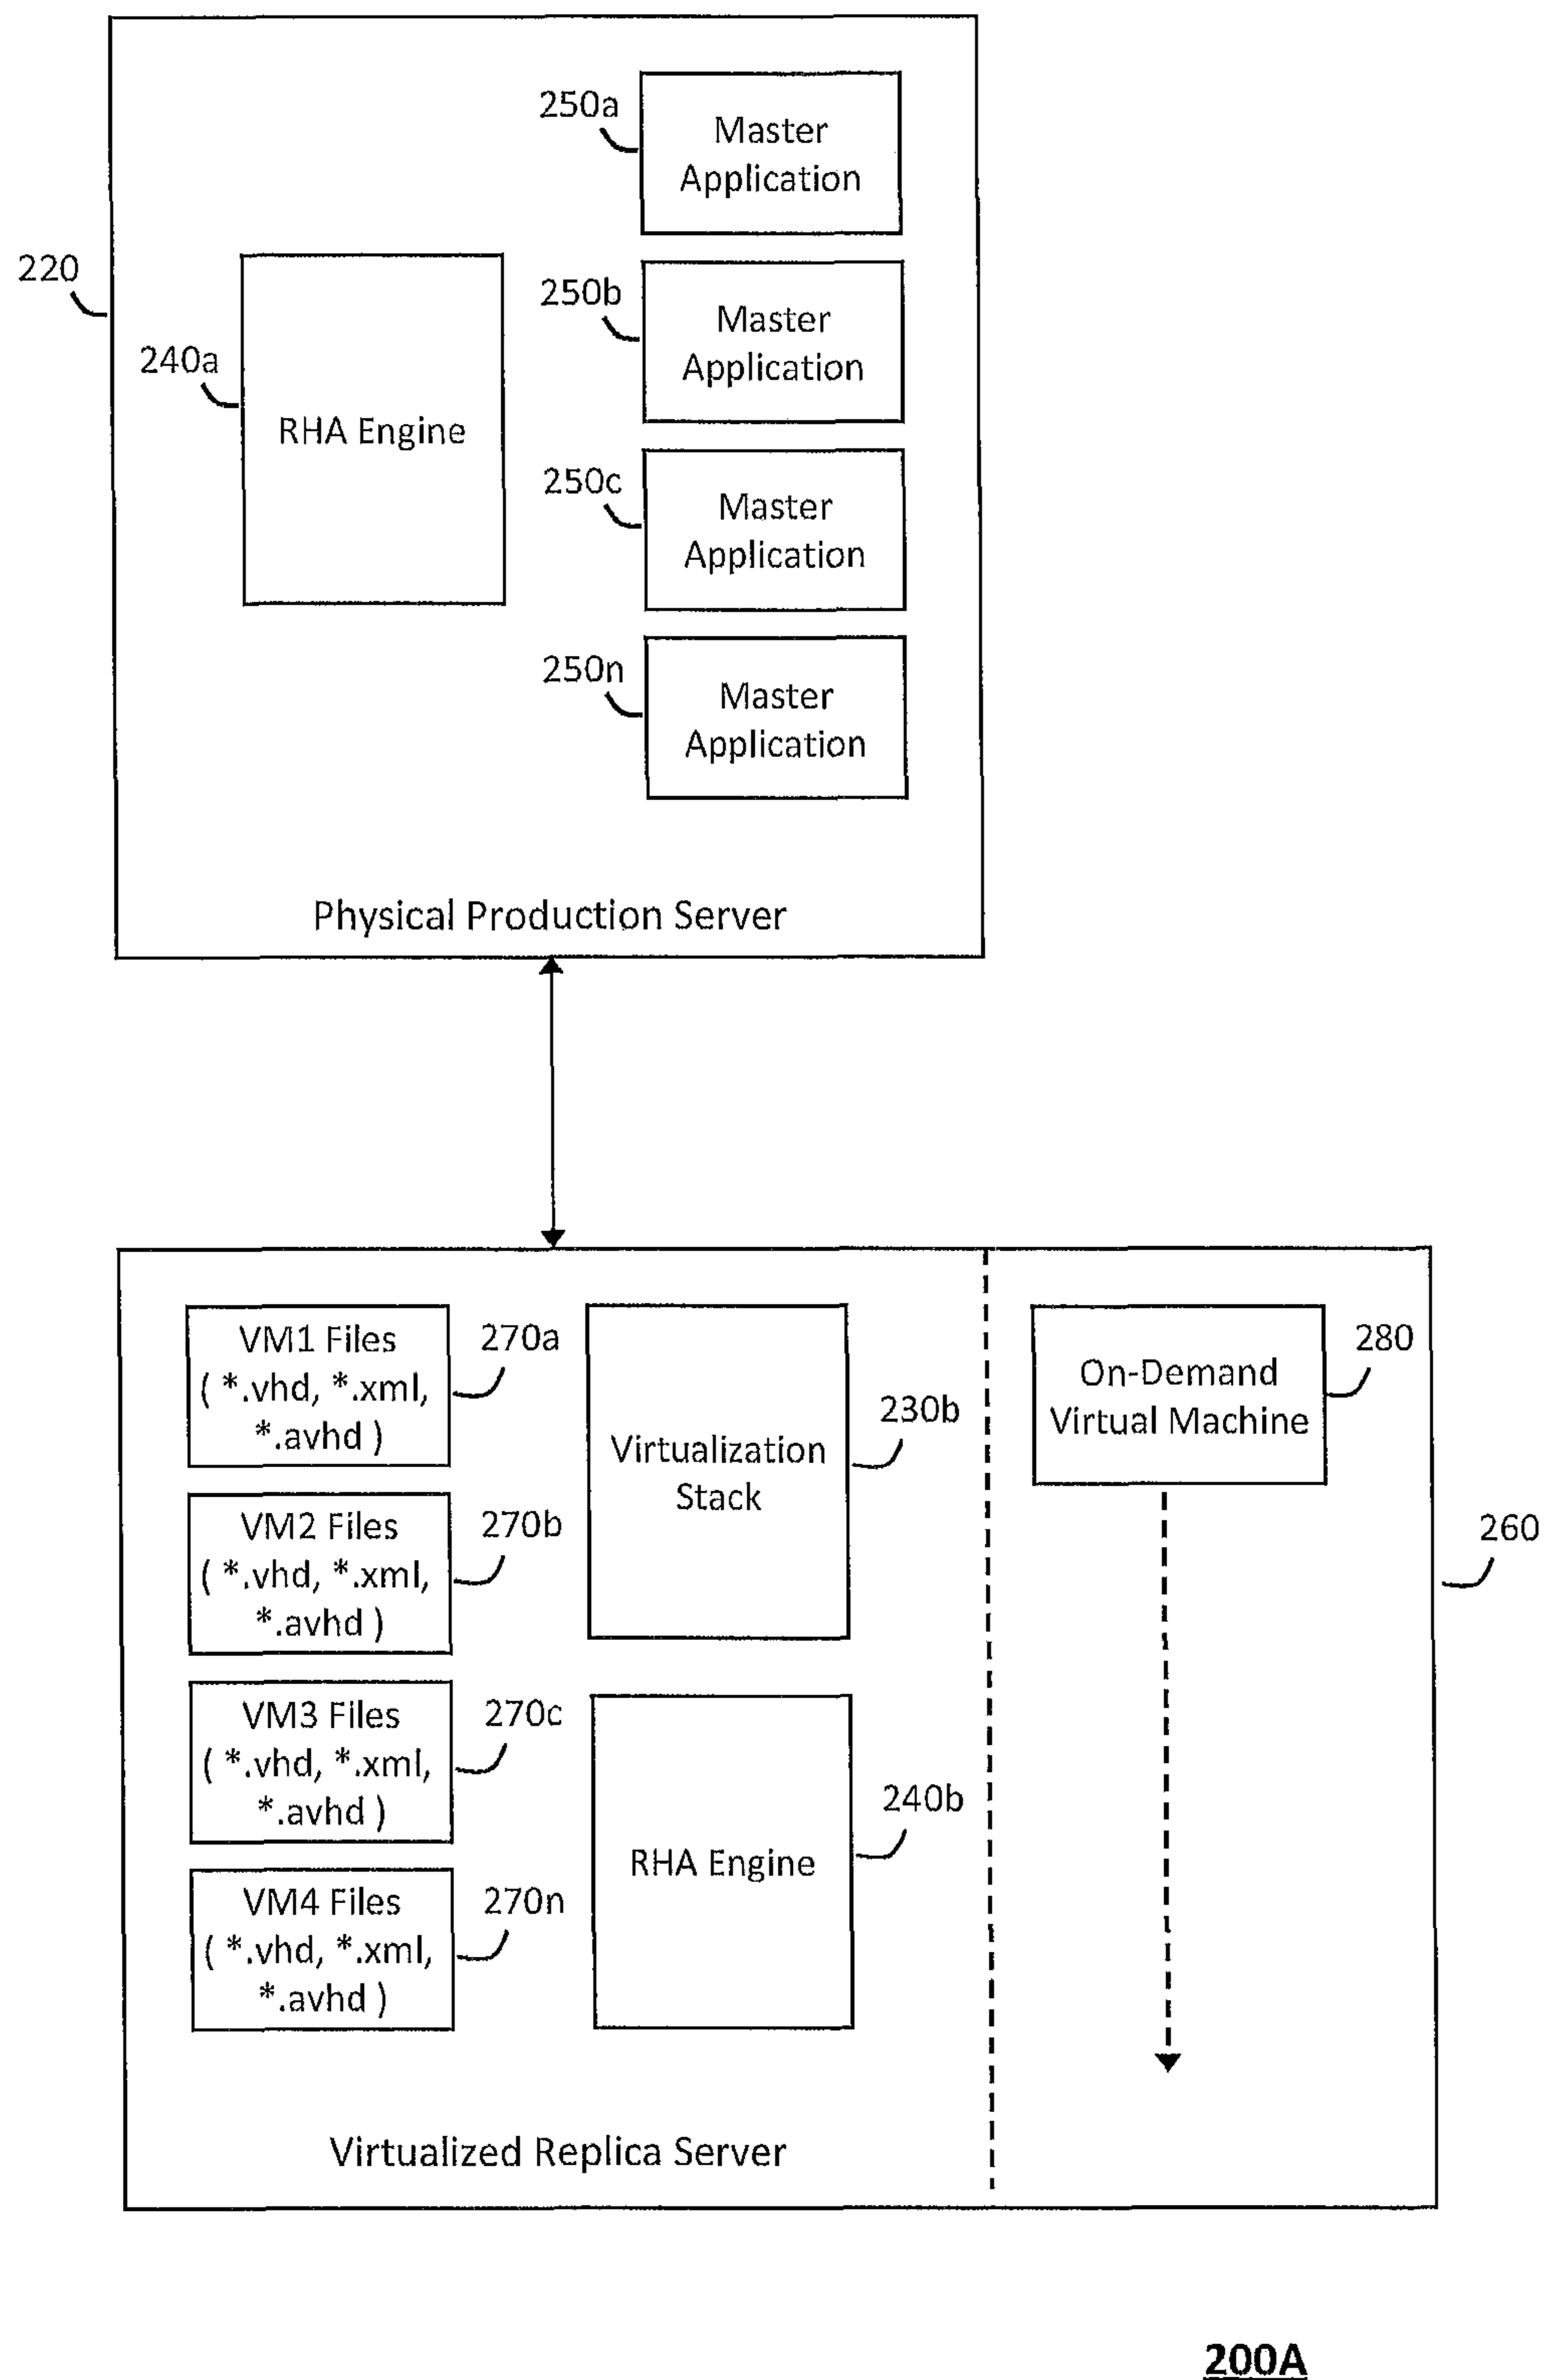 250a
Master
Application
220
250b
Master
Application
240a
RHA Engine
250c
Master
Application
250n
Master
Application
Physical Production Server
VM1 Files
( *.vhd, *.xml,
*.avhd )
270a
Virtualization
Stack
230b
On-Demand
Virtual Machine
280
VM2 Files
( *.vhd, *.xml,
*.avhd )
270b
260
VM3 Files
( *.vhd, *.xml,
*.avhd )
270c
RHA Engine
240b
VM4 Files
( *.vhd, *.xml,
*.avhd )
270n
Virtualized Replica Server
200A